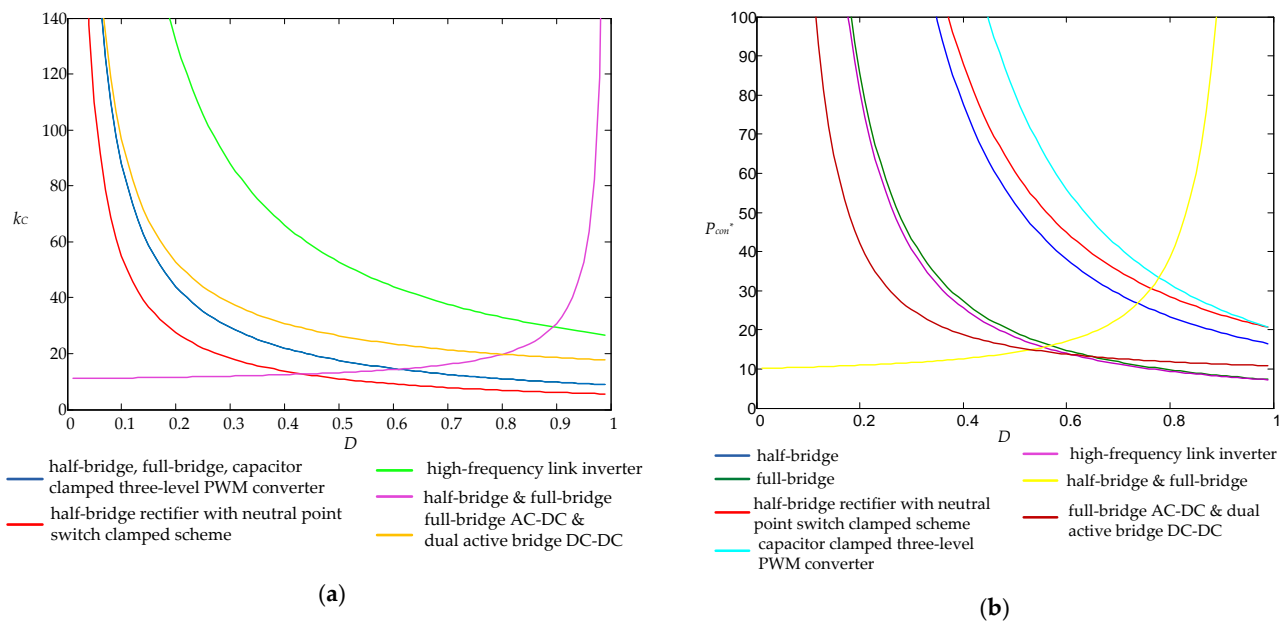 140
120
100
80
60
40
20
0
kC
0
0.1
0.2
0.3
0.4
0.5
0.6
0.7
0.8
0.9
1
D
half-bridge, full-bridge, capacitor
clamped three-level PWM converter
half-bridge rectifier with neutral point
switch clamped scheme
high-frequency link inverter
half-bridge & full-bridge
full-bridge AC-DC &
dual active bridge DC-DC
(a)
100
90
80
70
60
50
40
30
20
10
0
Pcon*
0
0.2
0.4
0.6
0.8
1
D
half-bridge
full-bridge
half-bridge rectifier with neutral
point switch clamped scheme
capacitor clamped three-level
PWM converter
high-frequency link inverter
half-bridge & full-bridge
full-bridge AC-DC & dual
active bridge DC-DC
(b)